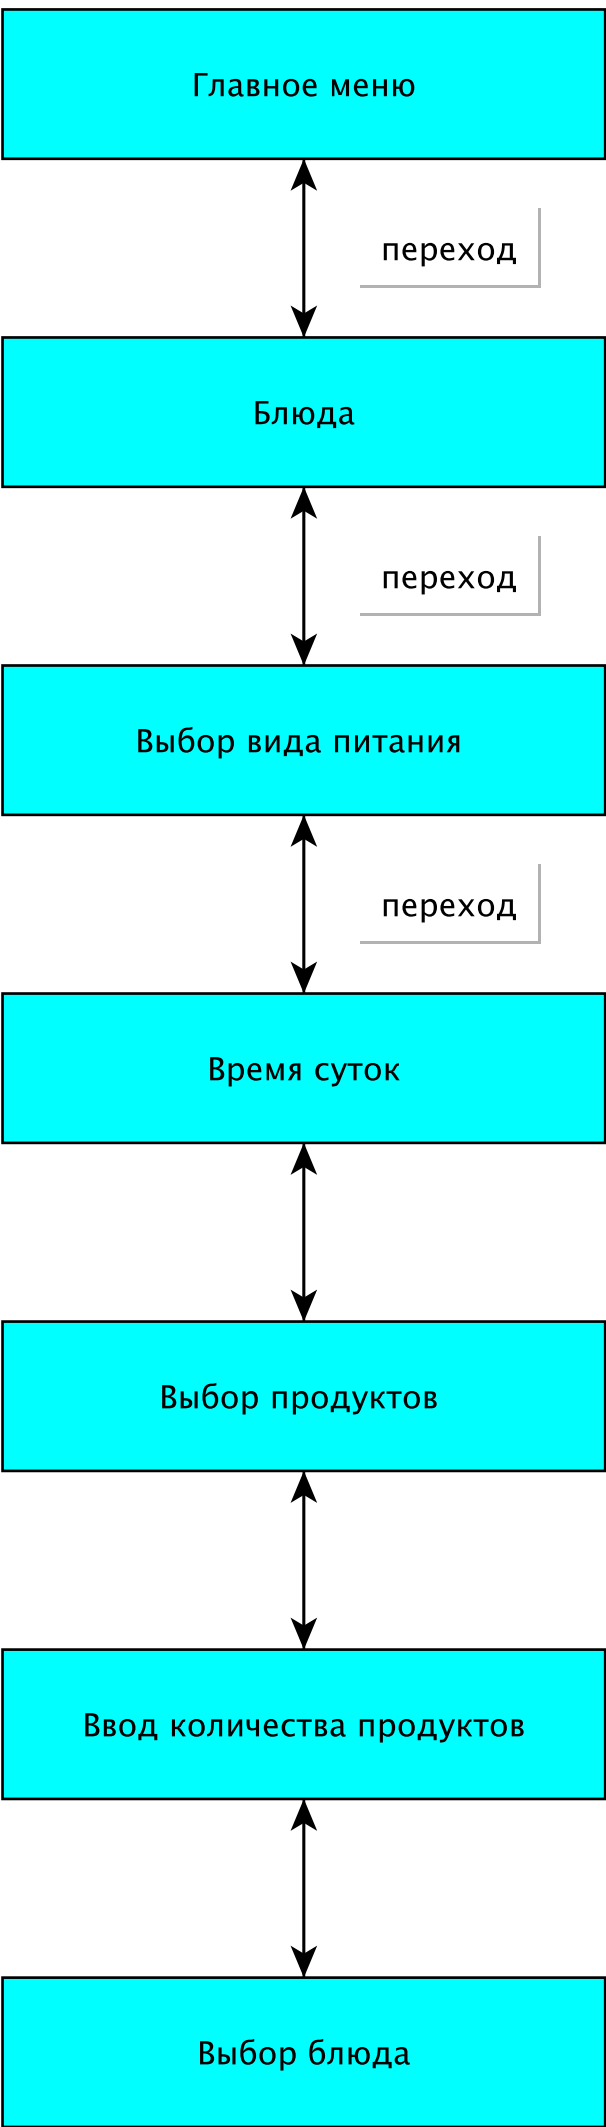 Главное меню
переход
Блюда
переход
Выбор вида питания
переход
Время суток
Выбор продуктов
Ввод количества продуктов
Выбор блюда